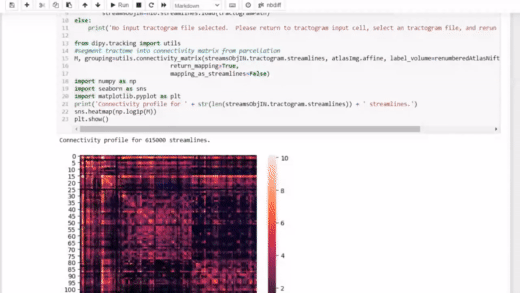 Run
Markdown
nbdiff
streamsObjIN=nib.streamlines.load(tractogramPath)
10 else:
11 print('No input tractogram file selected. Please return to tractogram input cell, select an tractogram file, and rerun
12
13 from dipy.tracking import utils
14 #segment tractome into connectivity matrix from parcellation
15 M, grouping=utils.connectivity_matrix(streamsObjIN.tractogram.streamlines, atlasImg.affine, label_volume=renumberedAtlasNift
16 return_mapping=True,
17 mapping_as_streamlines=False)
18 import numpy as np
19 import seaborn as sns
20 import matplotlib.pyplot as plt
21 print('Connectivity profile for ' + str(len(streamsObjIN.tractogram.streamlines)) + ' streamlines.')
22 sns.heatmap(np.log1p(M))
23 plt.show()
Connectivity profile for 615000 streamlines.
0
5
10
15
20
25
30
35
40
45
50
55
60
65
70
75
80
85
90
95
100
10
8
6
4
2